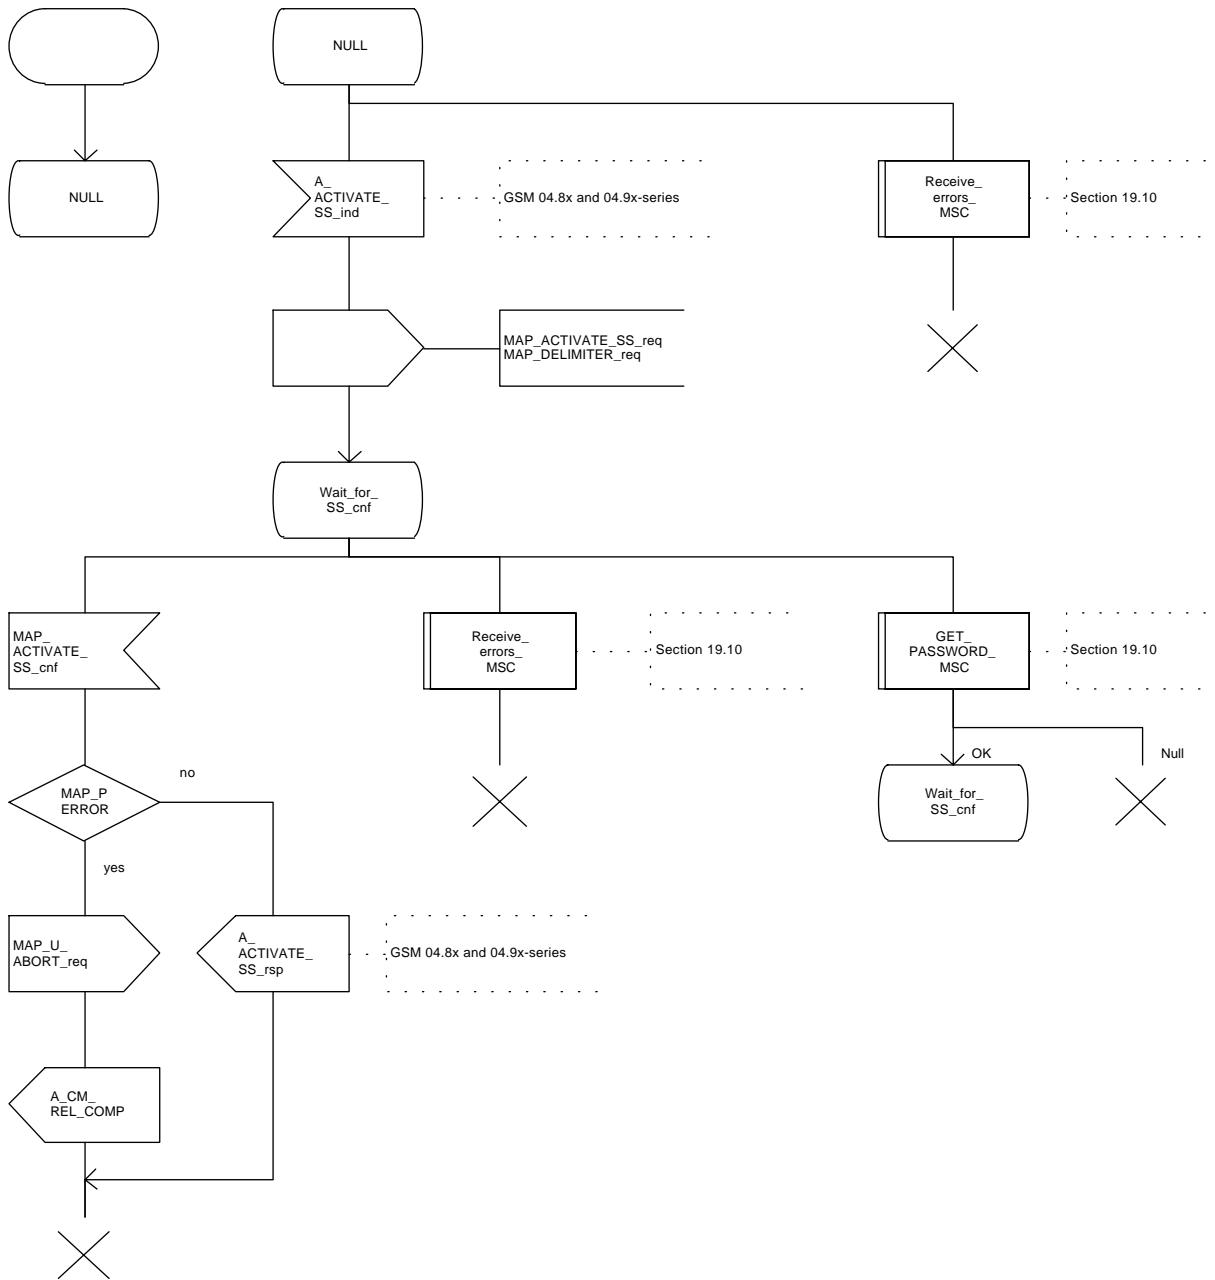 NULL
NULL
A_
ACTIVATE_
SS_ind
GSM 04.8x and 04.9x-series
Receive_
errors_
MSC
Section 19.10
MAP_ACTIVATE_SS_req
MAP_DELIMITER_req
Wait_for_
SS_cnf
MAP_
ACTIVATE_
SS_cnf
Receive_
errors_
MSC
Section 19.10
GET_
PASSWORD_
MSC
Section 19.10
OK
Null
no
MAP_P
ERROR
Wait_for_
SS_cnf
yes
MAP_U_
ABORT_req
A_
ACTIVATE_
SS_rsp
GSM 04.8x and 04.9x-series
A_CM_
REL_COMP